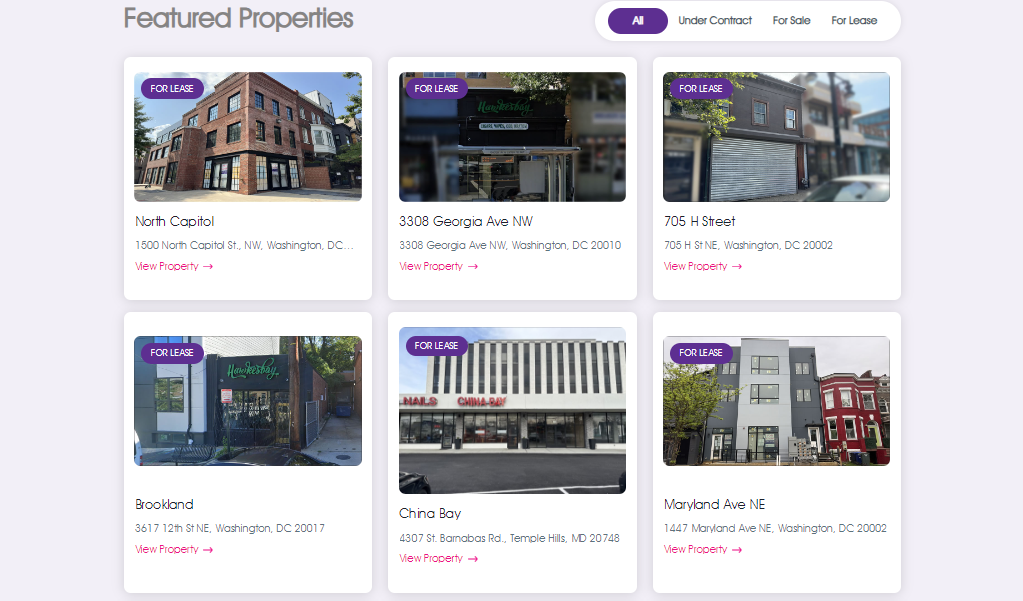 Featured Properties
All
Under Contract
For Sale
For Lease
FOR LEASE
FOR LEASE
FOR LEASE
Hawkesbay
North Capitol
3308 Georgia Ave NW
705 H Street
1500 North Capitol St., NW, Washington, DC...
3308 Georgia Ave NW, Washington, DC 20010
705 H St NE, Washington, DC 20002
View Property →
View Property →
View Property →
FOR LEASE
FOR LEASE
FOR LEASE
Hawkesbay
NAILS CHINA BAY
Brookland
China Bay
Maryland Ave NE
3617 12th St NE, Washington, DC 20017
4307 St. Barnabas Rd., Temple Hills, MD 20748
1447 Maryland Ave NE, Washington, DC 20002
View Property →
View Property →
View Property →